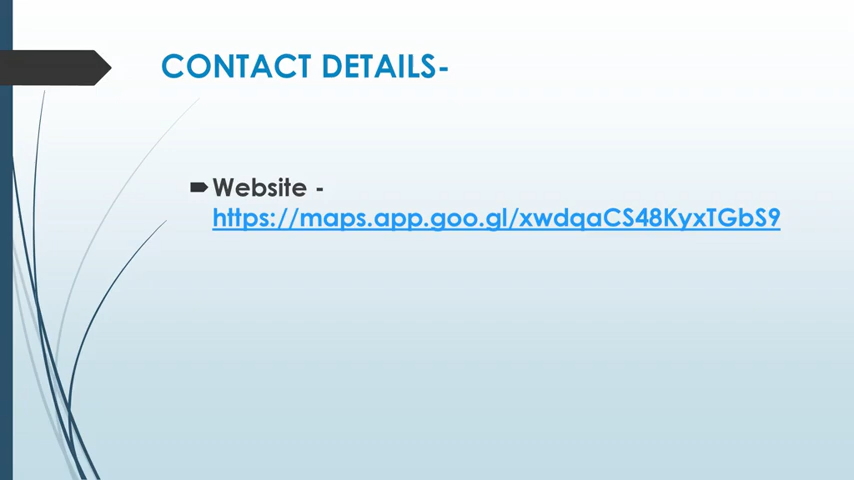 CONTACT DETAILS-
Website -
https://maps.app.goo.gl/xwdqaCS48KyxTGbS9